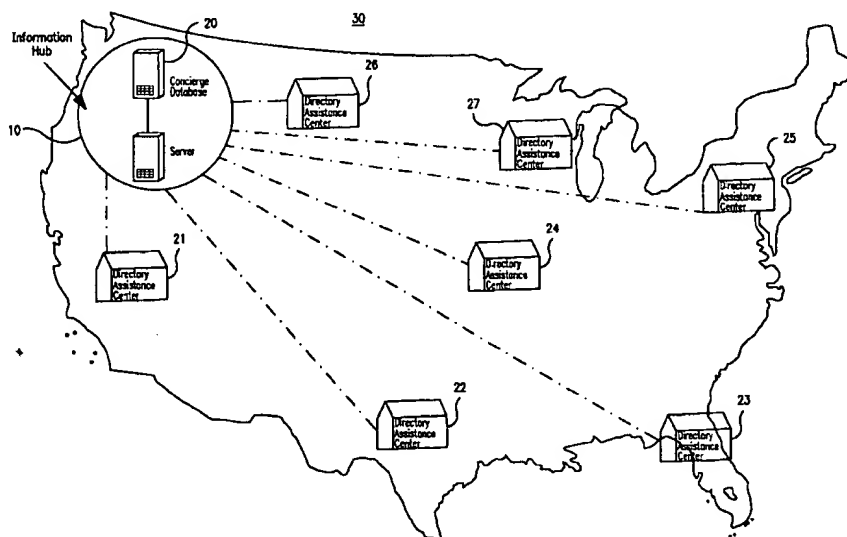 30
20
Information
Hub
Concierge
Database
10
Server
26
Directory
Assistance
Center
27
Directory
Assistance
Center
25
Directory
Assistance
Center
21
Directory
Assistance
Center
24
Directory
Assistance
Center
22
Directory
Assistance
Center
23
Directory
Assistance
Center